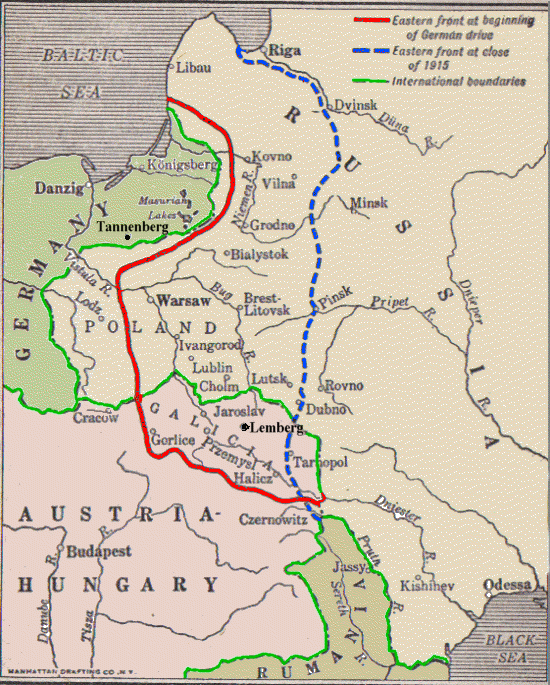 Eastern front at beginning
of German drive
Eastern front at close
of 1915
International boundaries
BALTIC
SEA
Riga
Libau
Dvinsk
Düna R.
RUSSIA
Königsberg
Kovno
Danzig
Vilna
Masurian
Lakes
Niemen R.
Minsk
Tannenberg
Grodno
GERMANY
Bialystok
Vistula R.
Bug R.
Dnieper R.
Lodz
Warsaw
Brest-
Litovsk
Pinsk
Pripet R.
POLAND
Ivangorod
Lublin
Cholm
Lutsk
Rovno
Dubno
Cracow
GALICIA
Jaroslav
Lemberg
Gorlice
Przemysl
Tarnopol
Halicz
Dniester R.
Czernowitz
AUSTRIA-
HUNGARY
Budapest
Danube R.
Tisza R.
Pruth R.
Jassy
Sereth R.
Kishinev
Odessa
RUMANIA
BLACK
SEA
MANHATTAN DRAFTING CO., N.Y.